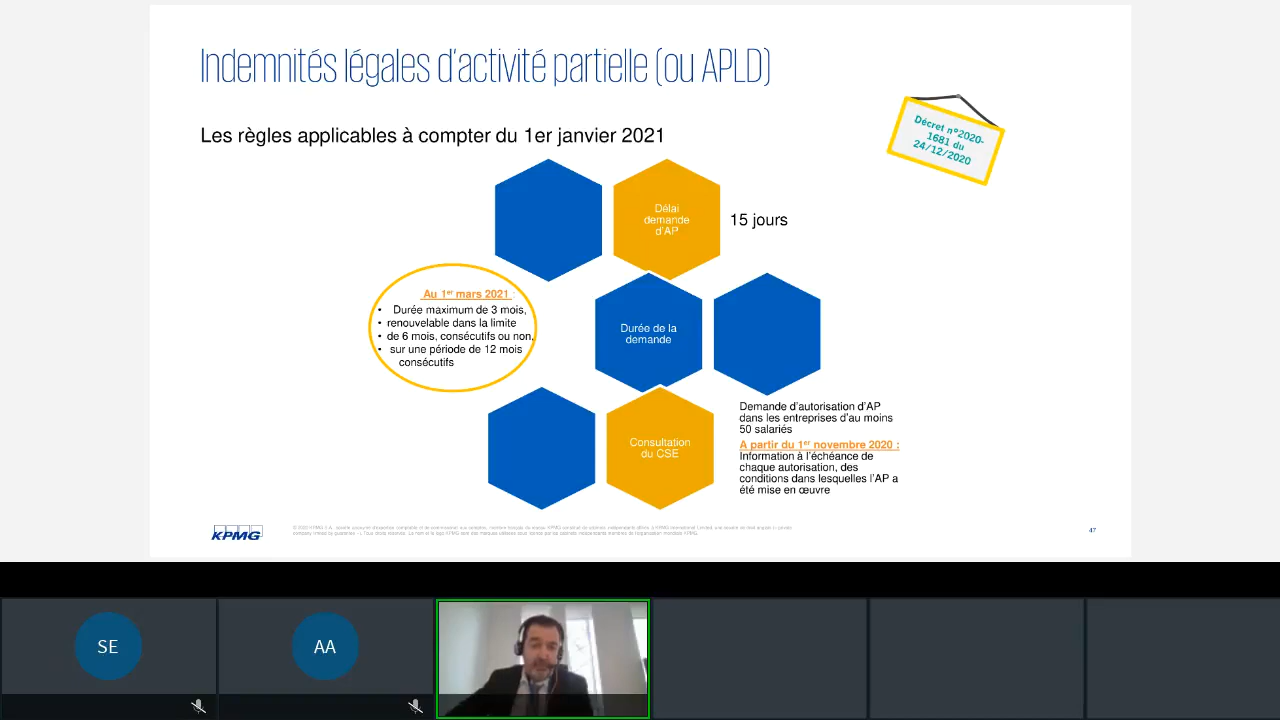 Indemnités légales d'activité partielle (ou APLD)
Les règles applicables à compter du 1er janvier 2021
Décret n°2020-
1681 du
24/12/2020
Délai
demande
d'AP
15 jours
Au 1er mars 2021 :
• Durée maximum de 3 mois,
• renouvelable dans la limite
• de 6 mois, consécutifs ou non,
• sur une période de 12 mois
consécutifs
Durée de la
demande
Consultation
du CSE
Demande d'autorisation d'AP
dans les entreprises d'au moins
50 salariés
A partir du 1er novembre 2020 :
Information à l'échéance de
chaque autorisation, des
conditions dans lesquelles l'AP a
été mise en œuvre
KPMG
47
SE
AA